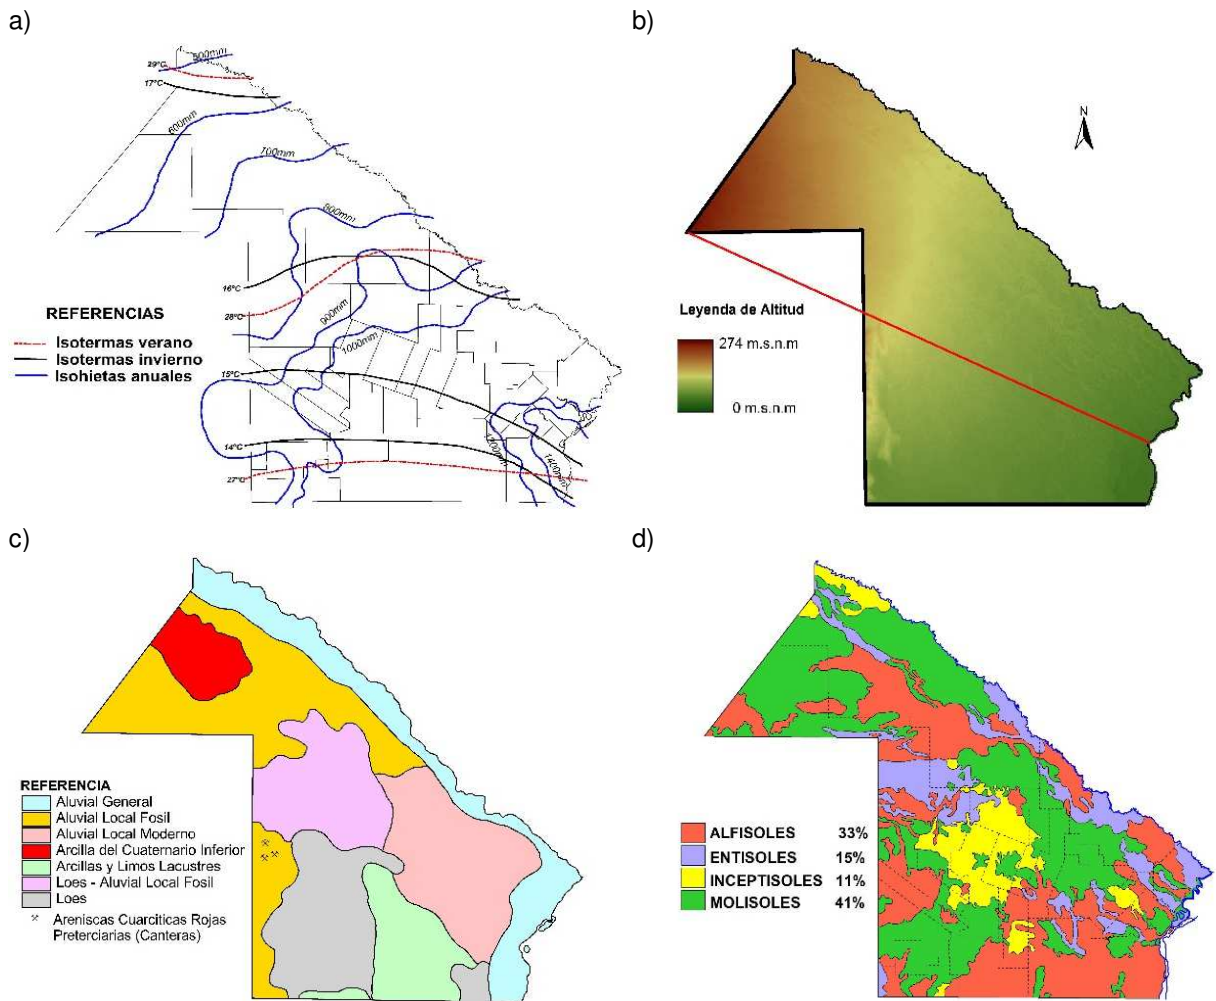 a)
b)
500mm
29°C
17°C
600mm
700mm
N
800mm
16°C
28°C
900mm
1000mm
15°C
14°C
27°C
1200mm
1400mm
REFERENCIAS
Isotermas verano
Isotermas invierno
Isohietas anuales
Leyenda de Altitud
274 m.s.n.m
0 m.s.n.m
c)
d)
REFERENCIA
Aluvial General
Aluvial Local Fosil
Aluvial Local Moderno
Arcilla del Cuaternario Inferior
Arcillas y Limos Lacustres
Loes - Aluvial Local Fosil
Loes
Areniscas Cuarciticas Rojas
Preterciarias (Canteras)
ALFISOLES 33%
ENTISOLES 15%
INCEPTISOLES 11%
MOLISOLES 41%